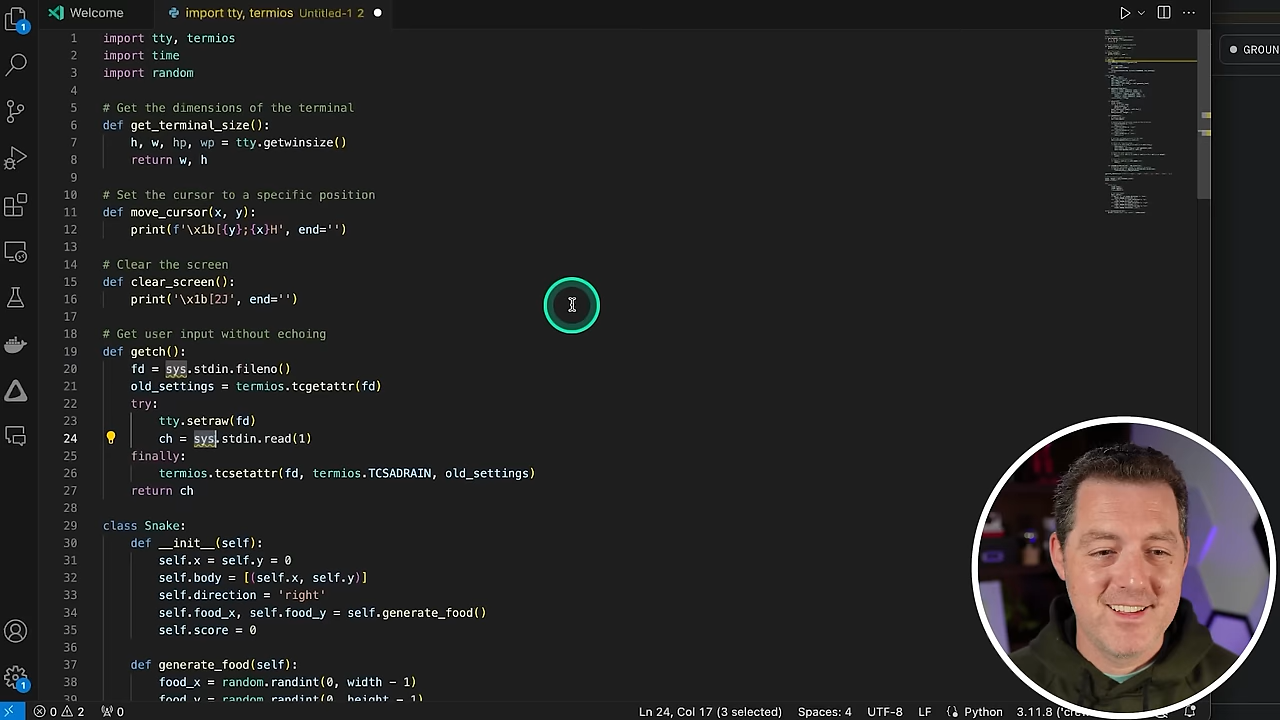 Welcome
import tty, termios Untitled-1 2
GROUN
1 import tty, termios
2 import time
3 import random
4
5 # Get the dimensions of the terminal
6 def get_terminal_size():
7 h, w, hp, wp = tty.getwinsize()
8 return w, h
9
10 # Set the cursor to a specific position
11 def move_cursor(x, y):
12 print(f'\x1b[{y};{x}H', end='')
13
14 # Clear the screen
15 def clear_screen():
16 print('\x1b[2J', end='')
17
18 # Get user input without echoing
19 def getch():
20 fd = sys.stdin.fileno()
21 old_settings = termios.tcgetattr(fd)
22 try:
23 tty.setraw(fd)
24 ch = sys.stdin.read(1)
25 finally:
26 termios.tcsetattr(fd, termios.TCSADRAIN, old_settings)
27 return ch
28
29 class Snake:
30 def __init__(self):
31 self.x = self.y = 0
32 self.body = [(self.x, self.y)]
33 self.direction = 'right'
34 self.food_x, self.food_y = self.generate_food()
35 self.score = 0
36
37 def generate_food(self):
38 food_x = random.randint(0, width - 1)
39 food_y = random.randint(0, height - 1)
1
1
0 2 0 Ln 24, Col 17 (3 selected) Spaces: 4 UTF-8 LF Python 3.11.8